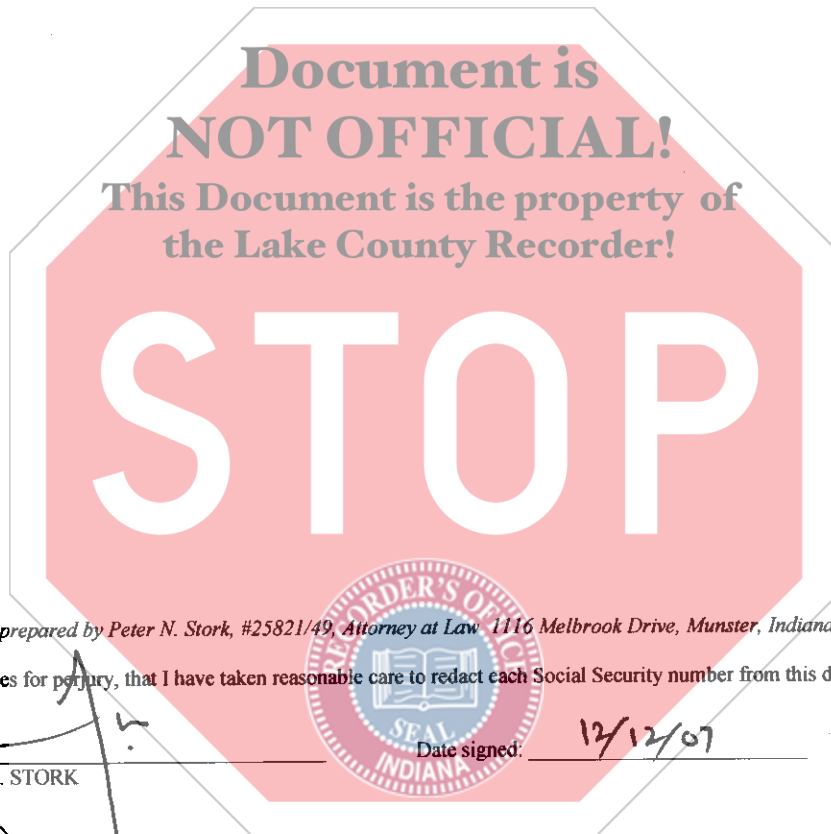 Document is
NOT OFFICIAL!
This Document is the property of
the Lake County Recorder!
STOP
prepared by Peter N. Stork, #25821/49, Attorney at Law 1116 Melbrook Drive, Munster, Indiana
es for perjury, that I have taken reasonable care to redact each Social Security number from this d
RECORDER'S OFFICE
SEAL
INDIANA
Date signed: 12/12/07
. STORK